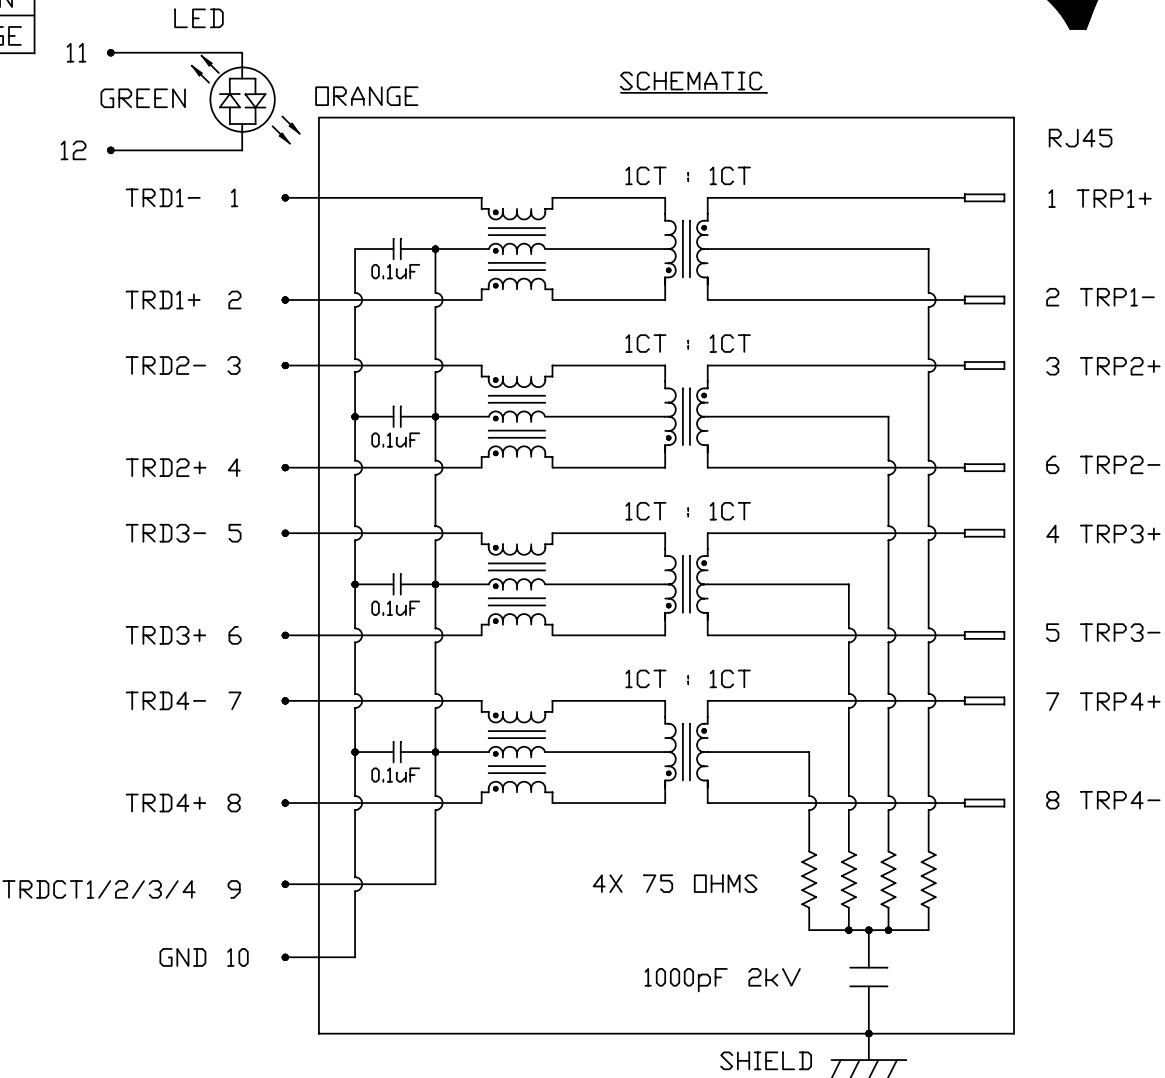 LED
11
GREEN
ORANGE
12
SCHEMATIC
RJ45
1CT : 1CT
TRD1- 1
1 TRP1+
0.1uF
TRD1+ 2
2 TRP1-
1CT : 1CT
TRD2- 3
3 TRP2+
0.1uF
TRD2+ 4
6 TRP2-
1CT : 1CT
TRD3- 5
4 TRP3+
0.1uF
TRD3+ 6
5 TRP3-
1CT : 1CT
TRD4- 7
7 TRP4+
0.1uF
TRD4+ 8
8 TRP4-
TRDCT1/2/3/4 9
4X 75 OHMS
GND 10
1000pF 2kV
SHIELD